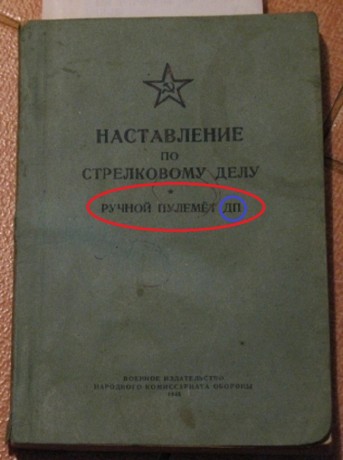 НАСТАВЛЕНИЕ
ПО
СТРЕЛКОВОМУ ДЕЛУ
РУЧНОЙ ПУЛЕМЁТ ДП
ВОЕННОЕ ИЗДАТЕЛЬСТВО
НАРОДНОГО КОМИССАРИАТА ОБОРОНЫ